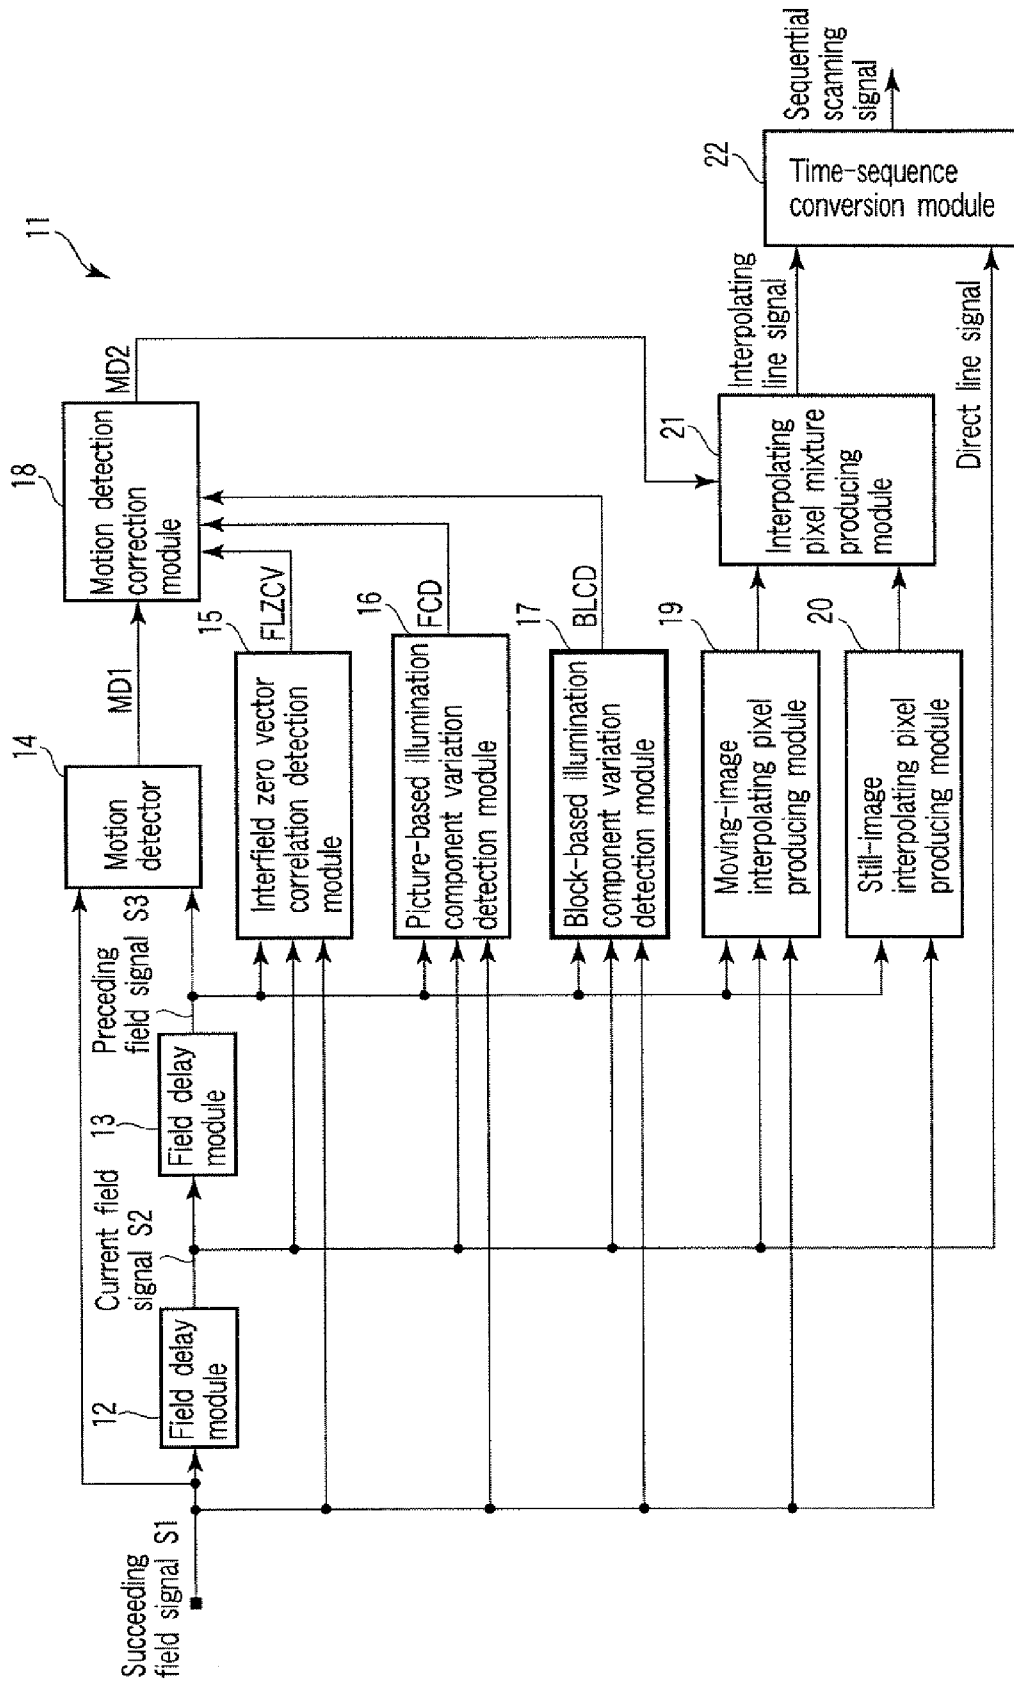 11
Succeeding
field signal S1
12
Field delay
module
Current field
signal S2
13
Field delay
module
Preceding
field signal S3
14
Motion
detector
MD1
18
Motion detection
correction
module
MD2
15
Interfield zero vector
correlation detection
module
FLZCV
16
Picture-based illumination
component variation
detection module
FCD
17
Block-based illumination
component variation
detection module
BLCD
19
Moving-image
interpolating pixel
producing module
20
Still-image
interpolating pixel
producing module
21
Interpolating
pixel mixture
producing
module
Interpolating
line signal
Direct line signal
22
Time-sequence
conversion module
Sequential
scanning
signal